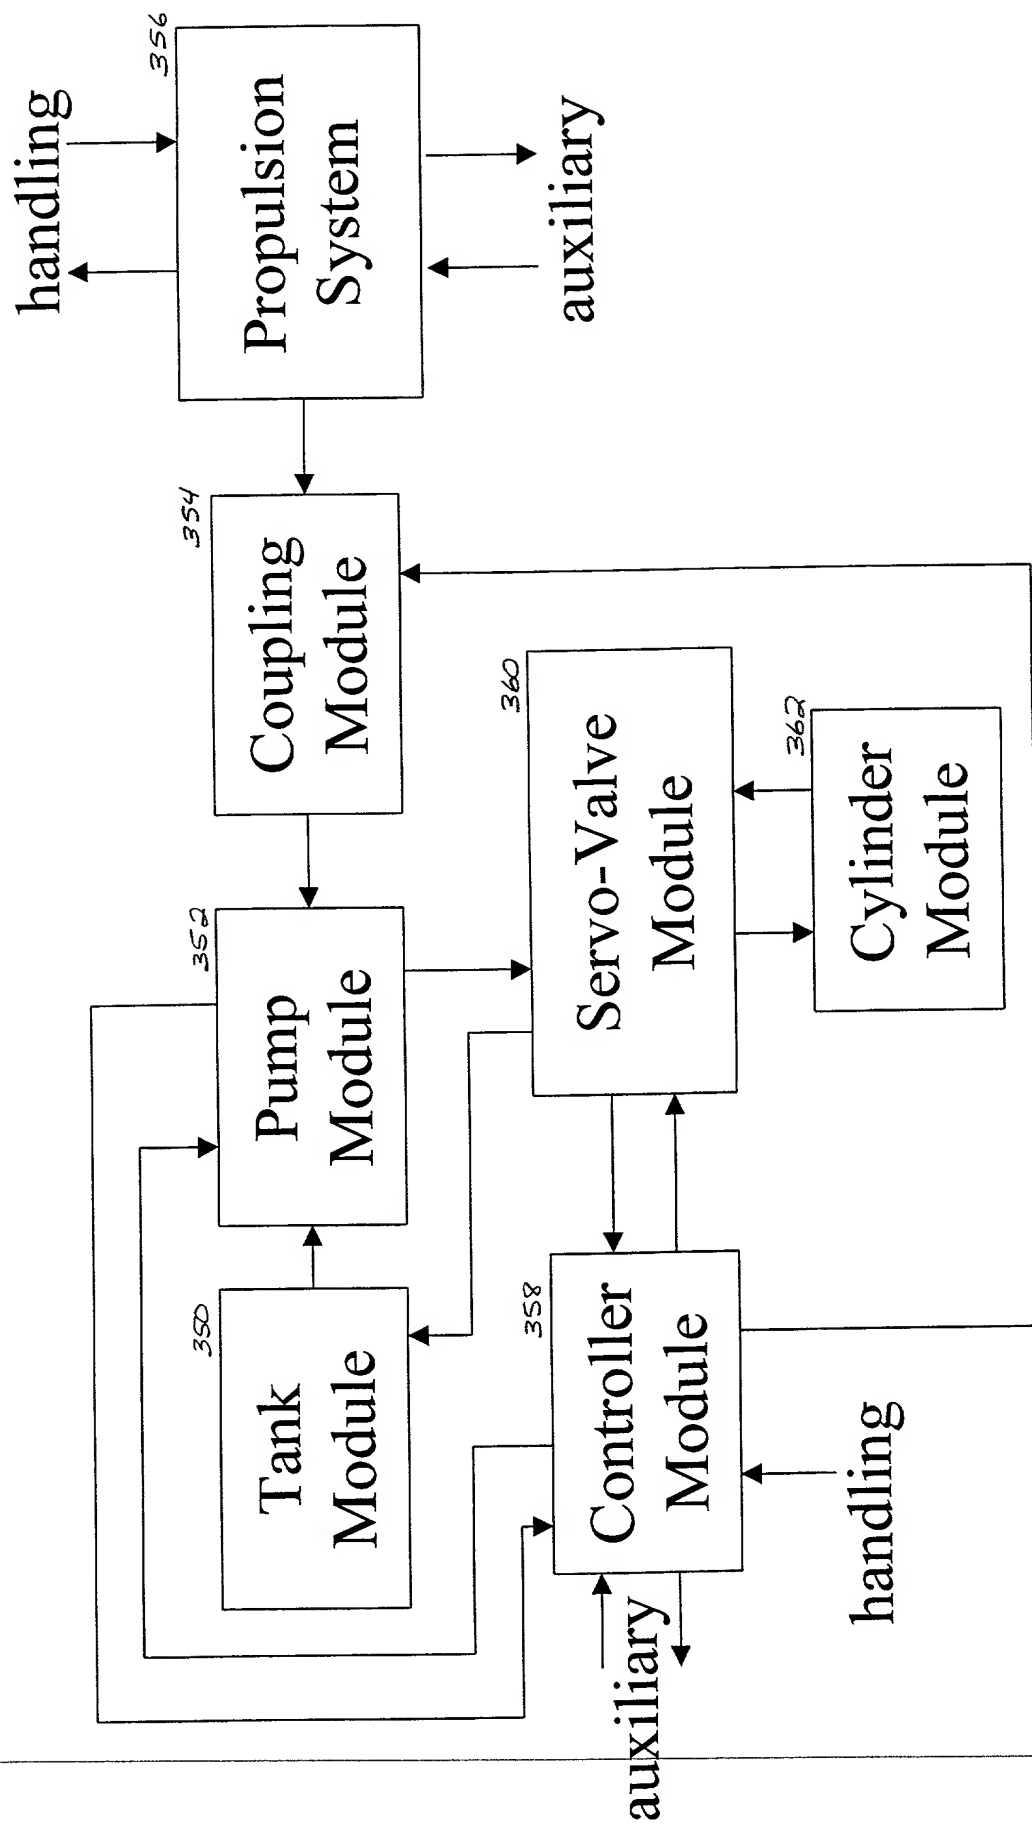 350
Tank
Module
352
Pump
Module
354
Coupling
Module
356
Propulsion
System
handling
auxiliary
358
Controller
Module
360
Servo-Valve
Module
362
Cylinder
Module
auxiliary
handling